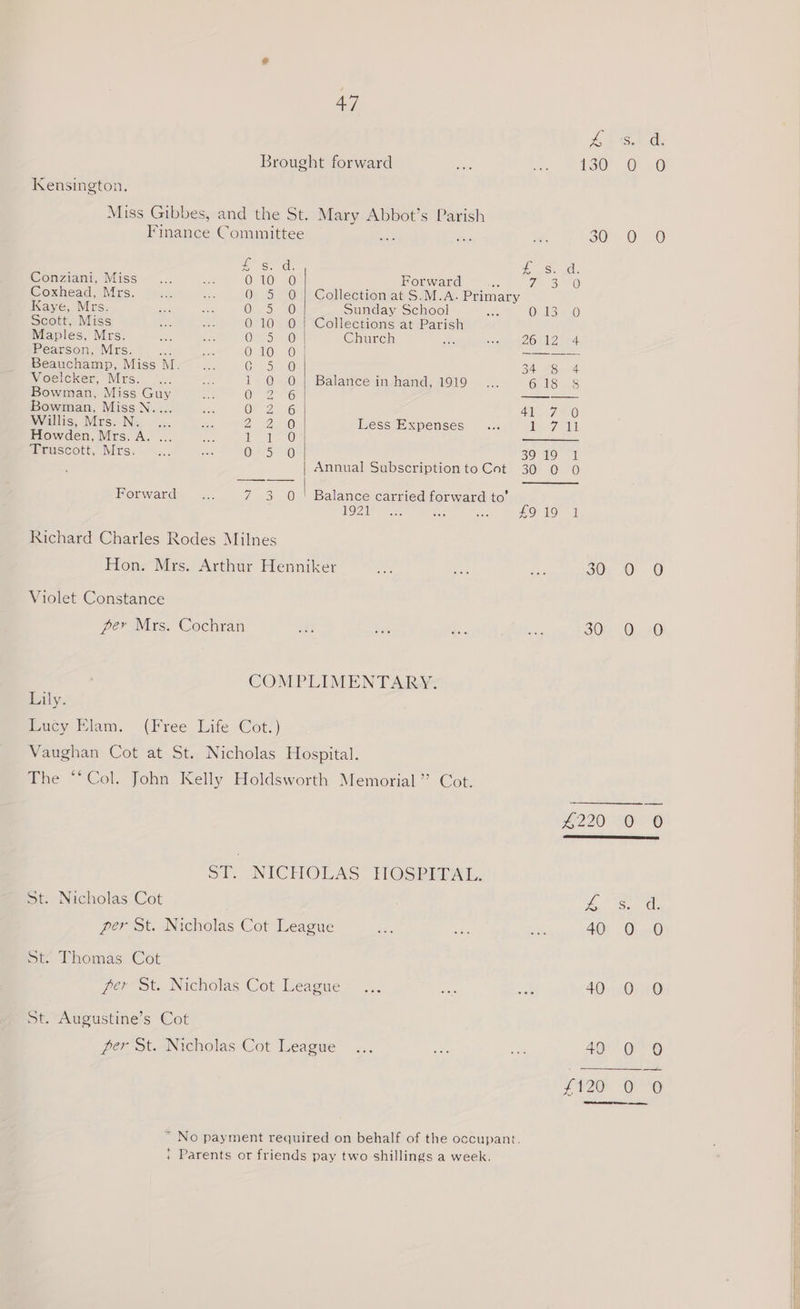 47
£ s. d.
Brought forward ... ... 130 0 0
Kensington.
Miss Gibbes, and the St. Mary Abbot's Parish
Finance Committee ... ... ... 30 0 0
£ s. d.
Conziani, Miss ... ... 0 10 0
Coxhead, Mrs. ... ... 0 5 0
Kaye, Mrs. ... ... 0 5 0
Scott, Miss ... ... 0 10 0
Maples, Mrs. ... ... 0 5 0
Pearson, Mrs. ... ... 0 10 0
Beauchamp, Miss M. ... 0 5 0
Voelcker, Mrs. ... ... 1 0 0
Bowman, Miss Guy ... 0 2 6
Bowman, Miss N.... ... 0 2 6
Willis, Mrs. N. ... ... 2 2 0
Howden, Mrs. A. ... ... 1 1 0
Truscott, Mrs. ... ... 0 5 0
Forward ... 7 3 0
£ s. d.
Forward ... 7 3 0
Collection at S.M.A. Primary
Sunday School ... 0 13 0
Collections at Parish
Church ... ... 26 12 4
34 8 4
Balance in hand, 1919 ... 6 18 8
41 7 0
Less Expenses ... 1 7 11
39 19 1
Annual Subscription to Cot 30 0 0
Balance carried forward to'
1921 ... ... ... £9 19 1
Richard Charles Rodes Milnes
Hon. Mrs. Arthur Henniker ... ... ... 30 0 0
Violet Constance
per Mrs. Cochran ... ... ... ... 30 0 0
COMPLIMENTARY.
Lily.
Lucy Elam. (Free Life Cot.)
Vaughan Cot at St. Nicholas Hospital.
The “Col. John Kelly Holdsworth Memorial” Cot.
£220 0 0
ST. NICHOLAS HOSPITAL.
St. Nicholas Cot £ s. d.
per St. Nicholas Cot League ... ... ... 40 0 0
St. Thomas Cot
per St. Nicholas Cot League ... ... ... 40 0 0
St. Augustine's Cot
per St. Nicholas Cot League ... ... ... 40 0 0
£120 0 0
* No payment required on behalf of the occupant.
‡ Parents or friends pay two shillings a week.